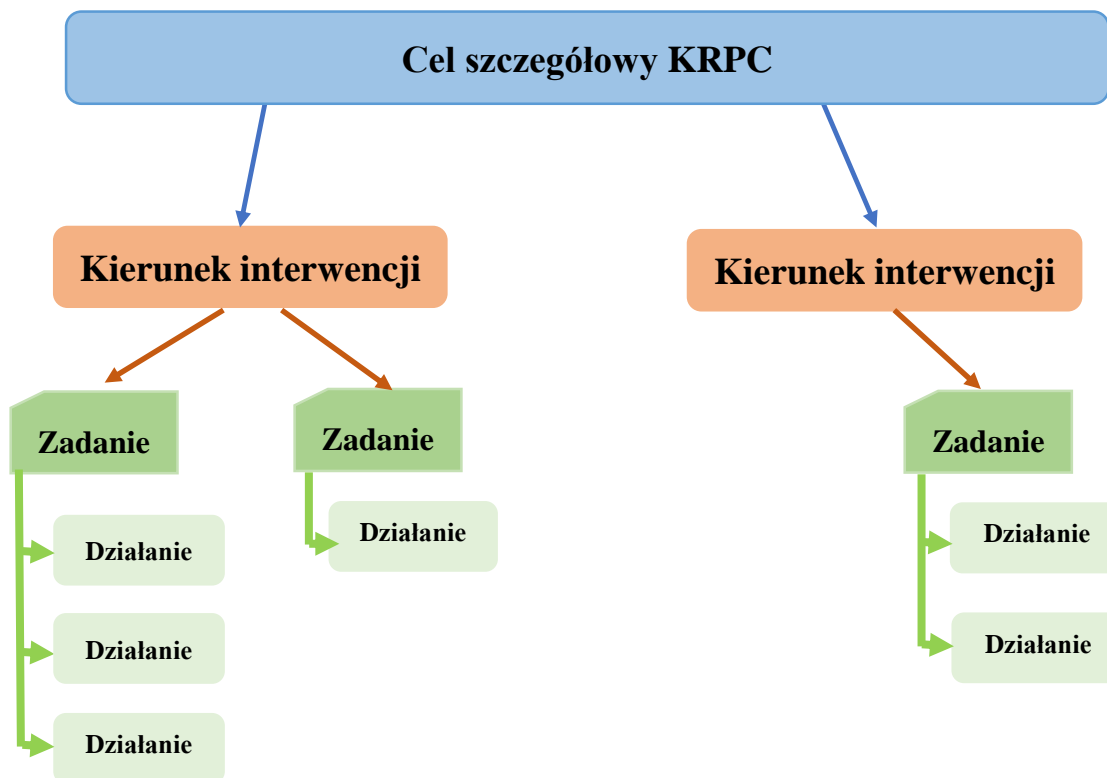 Cel szczegółowy KRPC
Kierunek interwencji
Kierunek interwencji
Zadanie
Zadanie
Zadanie
Działanie
Działanie
Działanie
Działanie
Działanie
Działanie